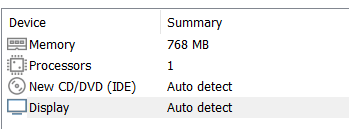 Device Summary
Memory 768 MB
Processors 1
New CD/DVD (IDE) Auto detect
Display Auto detect